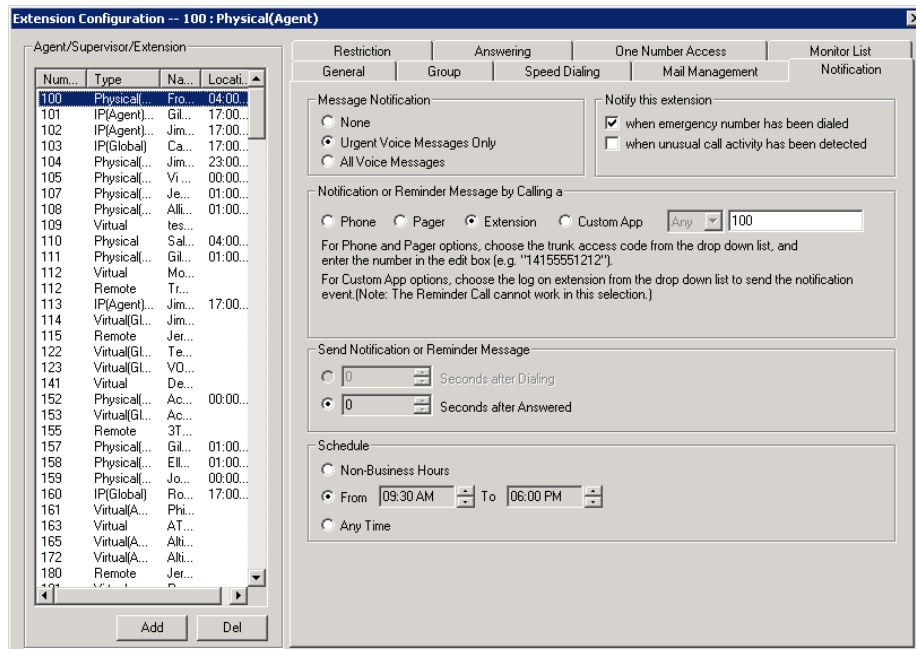 Extension Configuration -- 100 : Physical(Agent)
Agent/Supervisor/Extension
Num... Type Na... Locati...
100 Physical(... Fro... 04:00...
101 IP(Agent)... Gil... 17:00...
102 IP(Agent)... Jim... 17:00...
103 IP(Global) Ca... 17:00...
104 Physical(... Jim... 23:00...
105 Physical(... Vi ... 00:00...
107 Physical(... Je... 01:00...
108 Physical(... Alli... 01:00...
109 Virtual tes...
110 Physical Sal... 04:00...
111 Physical(... Gil... 01:00...
112 Virtual Mo...
112 Remote Tr...
113 IP(Agent)... Jim... 17:00...
114 Virtual(Gl... Jim...
115 Remote Jer...
122 Virtual(Gl... Te...
123 Virtual(Gl... VO...
141 Virtual De...
152 Physical(... Ac... 00:00...
153 Virtual(Gl... Ac...
155 Remote 3T...
157 Physical(... Gil... 01:00...
158 Physical(... Ell... 01:00...
159 Physical(... Jo... 00:00...
160 IP(Global) Ro... 17:00...
161 Virtual(A... Phi...
163 Virtual AT...
165 Virtual(A... Alti...
172 Virtual(A... Alti...
180 Remote Jer...
Add Del
Restriction Answering One Number Access Monitor List
General Group Speed Dialing Mail Management Notification
Message Notification
None
Urgent Voice Messages Only
All Voice Messages
Notify this extension
when emergency number has been dialed
when unusual call activity has been detected
Notification or Reminder Message by Calling a
Phone Pager Extension Custom App Any 100
For Phone and Pager options, choose the trunk access code from the drop down list, and
enter the number in the edit box (e.g. "14155551212").
For Custom App options, choose the log on extension from the drop down list to send the notification
event.(Note: The Reminder Call cannot work in this selection.)
Send Notification or Reminder Message
0 Seconds after Dialing
0 Seconds after Answered
Schedule
Non-Business Hours
From 09:30 AM To 06:00 PM
Any Time